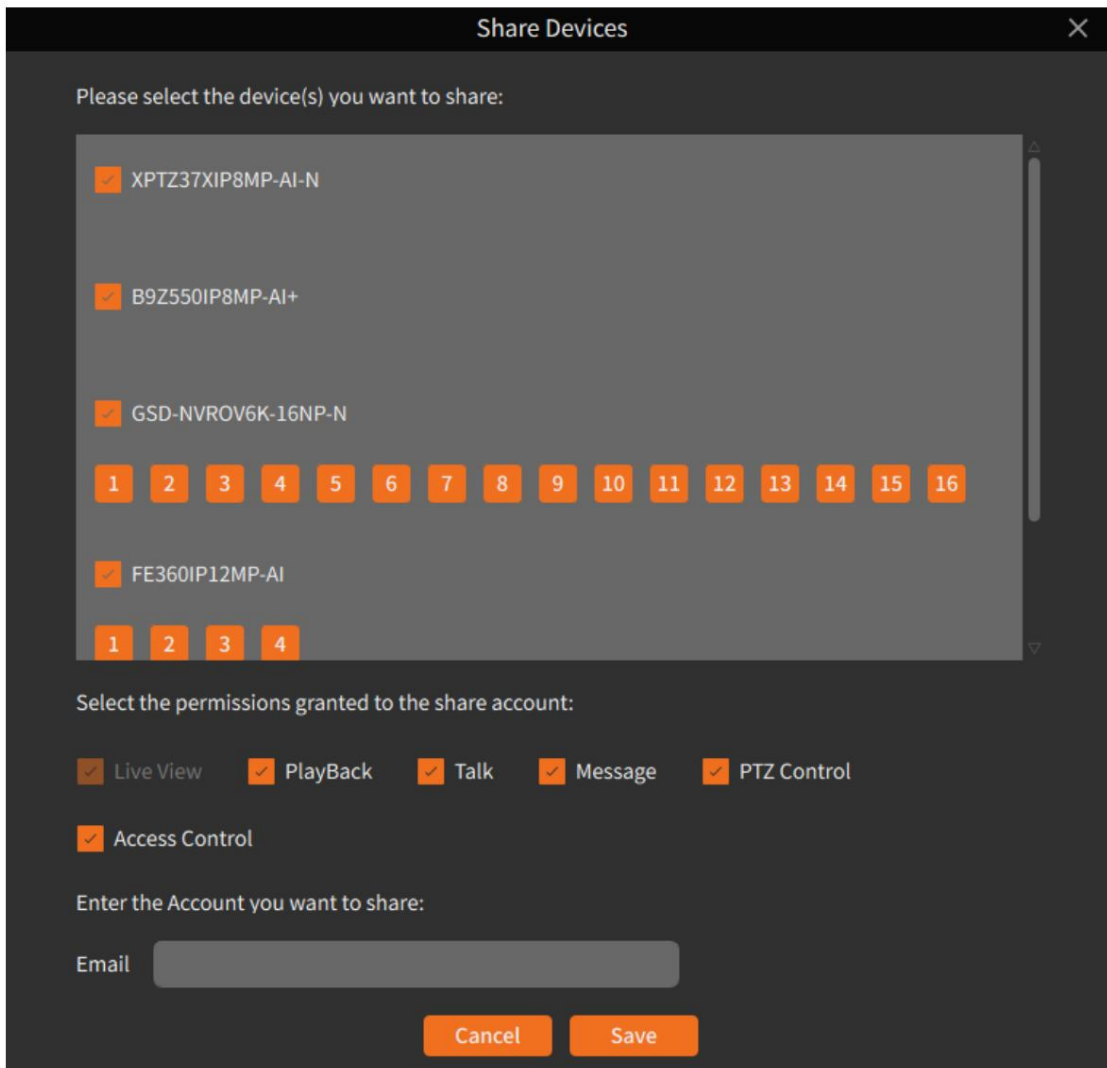 Share Devices
Please select the device(s) you want to share:
XPTZ37XIP8MP-AI-N
B9Z550IP8MP-AI+
GSD-NVROV6K-16NP-N
1 2 3 4 5 6 7 8 9 10 11 12 13 14 15 16
FE360IP12MP-AI
1 2 3 4
Select the permissions granted to the share account:
Live View PlayBack Talk Message PTZ Control
Access Control
Enter the Account you want to share:
Email
Cancel Save